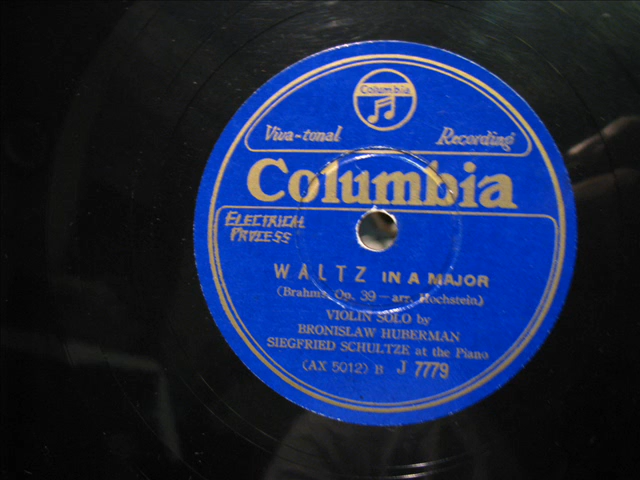 Columbia
Viva-tonal Recording
Columbia
ELECTRICAL
PROCESS
WALTZ IN A MAJOR
(Brahms, Op. 39 — arr. Hochstein)
VIOLIN SOLO by
BRONISLAW HUBERMAN
SIEGFRIED SCHULTZE at the Piano
(AX 5012) B J 7779